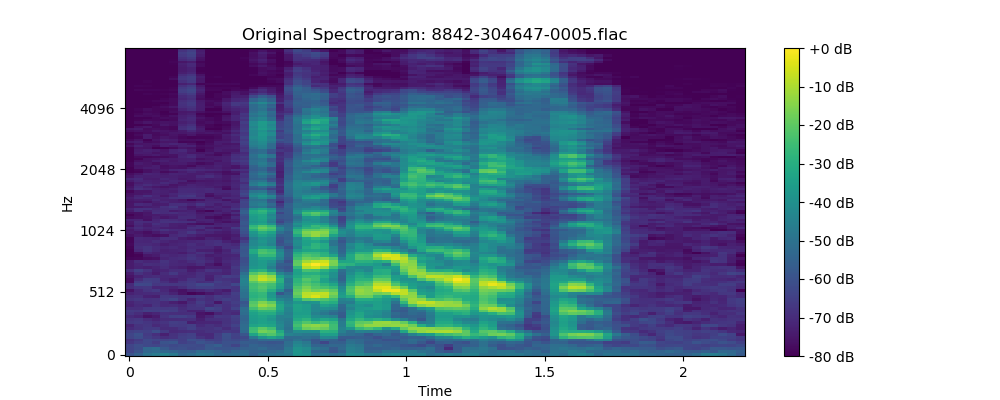 Original Spectrogram: 8842-304647-0005.flac
Hz
4096
2048
1024
512
0
0 0.5 1 1.5 2
Time
+0 dB
-10 dB
-20 dB
-30 dB
-40 dB
-50 dB
-60 dB
-70 dB
-80 dB